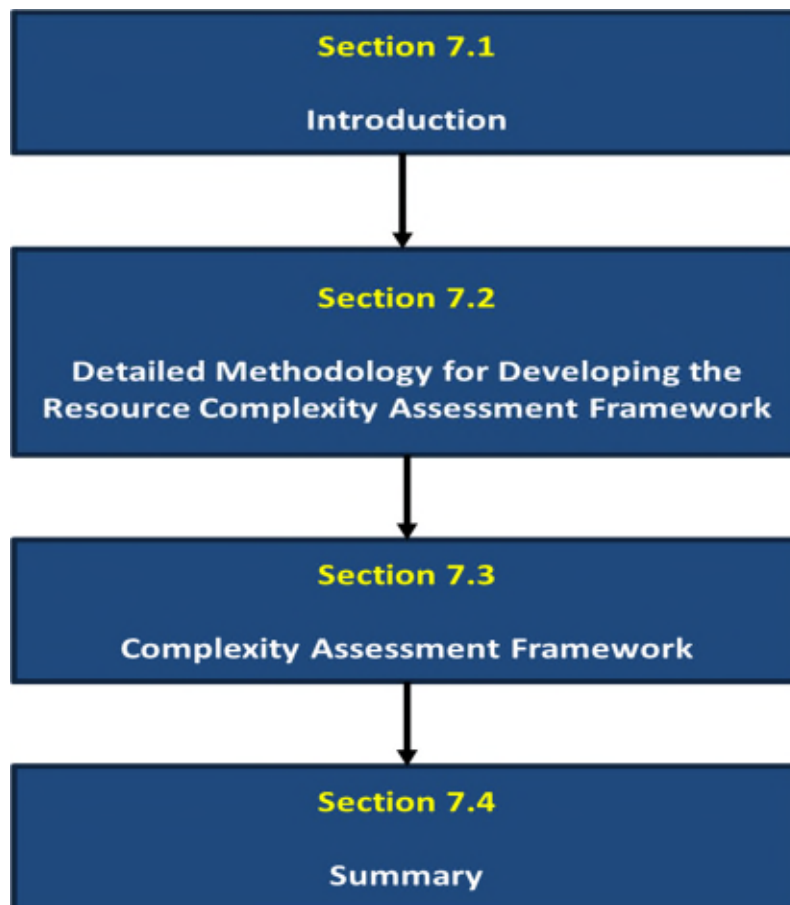 Section 7.1
Introduction
Section 7.2
Detailed Methodology for Developing the
Resource Complexity Assessment Framework
Section 7.3
Complexity Assessment Framework
Section 7.4
Summary